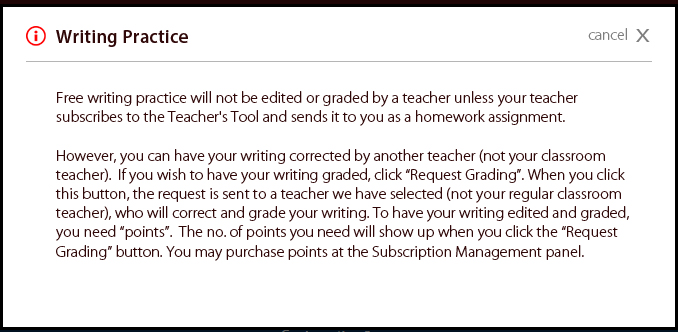 Writing Practice
cancel X
Free writing practice will not be edited or graded by a teacher unless your teacher
subscribes to the Teacher's Tool and sends it to you as a homework assignment.
However, you can have your writing corrected by another teacher (not your classroom
teacher). If you wish to have your writing graded, click “Request Grading”. When you click
this button, the request is sent to a teacher we have selected (not your regular classroom
teacher), who will correct and grade your writing. To have your writing edited and graded,
you need “points”. The no. of points you need will show up when you click the “Request
Grading” button. You may purchase points at the Subscription Management panel.